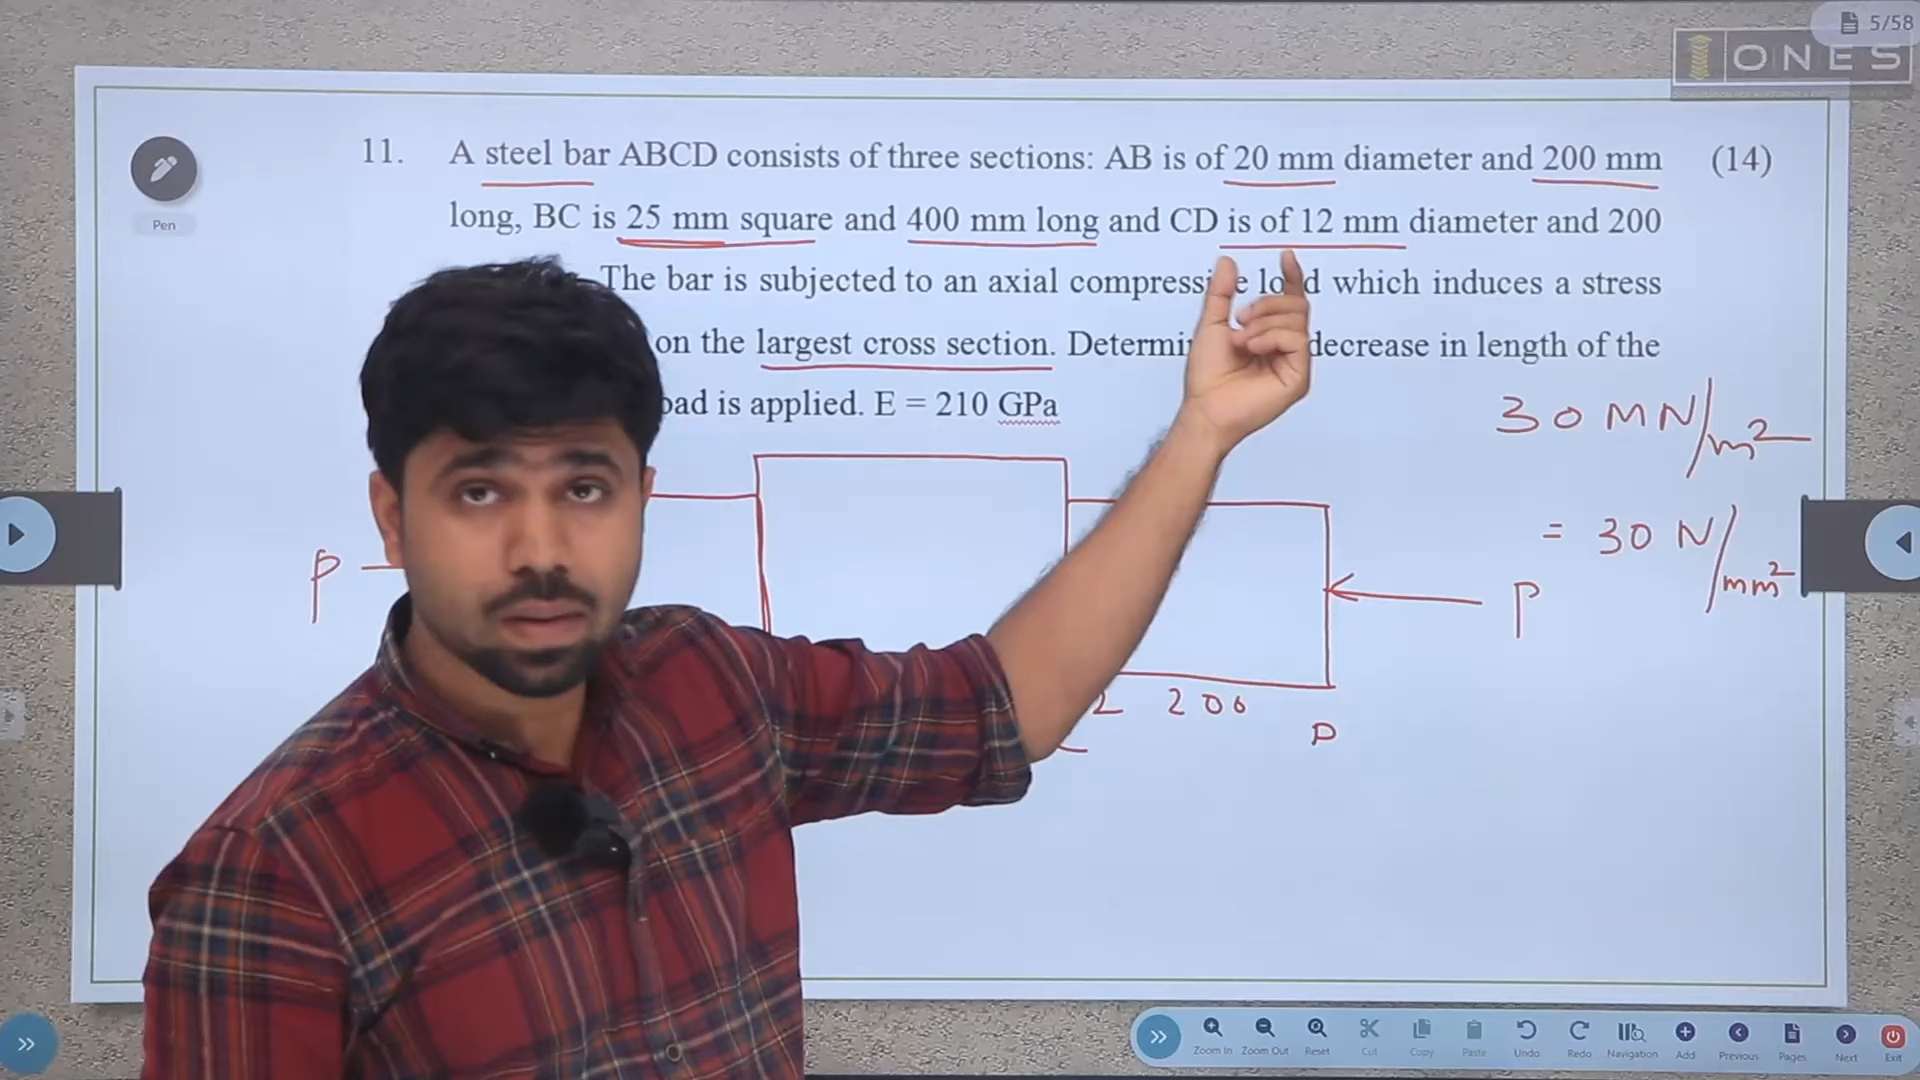 5/58
ONES
11. A steel bar ABCD consists of three sections: AB is of 20 mm diameter and 200 mm (14)
long, BC is 25 mm square and 400 mm long and CD is of 12 mm diameter and 200
The bar is subjected to an axial compressive load which induces a stress
on the largest cross section. decrease in length of the
is applied. E = 210 GPa
Pen
30 MN/m²
= 30 N/mm²
P
P
2 200
D
Zoom In Zoom Out Reset Cut Copy Paste Undo Redo Navigation Add Previous Pages Next Exit